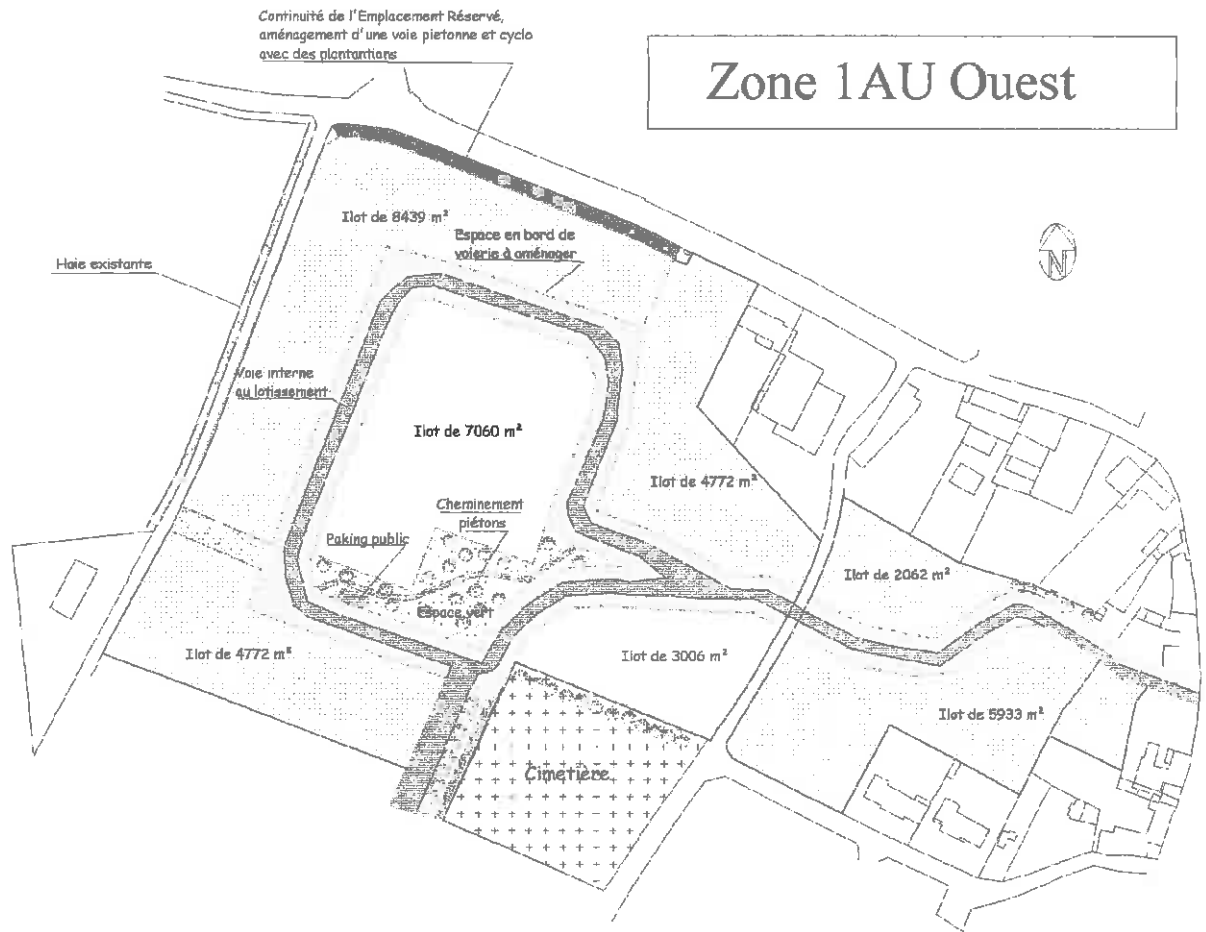 Continuité de l'Emplacement Réservé,
aménagement d'une voie pietonne et cyclo
avec des plantantions
Zone 1AU Ouest
Ilot de 8439 m²
Espace en bord de
voierie à aménager
N
Haie existante
Voie interne
au lotissement
Ilot de 7060 m²
Ilot de 4772 m²
Cheminement
piétons
Paking public
Ilot de 2062 m²
Espace vert
Ilot de 4772 m²
Ilot de 3006 m²
Ilot de 5933 m²
Cimetière